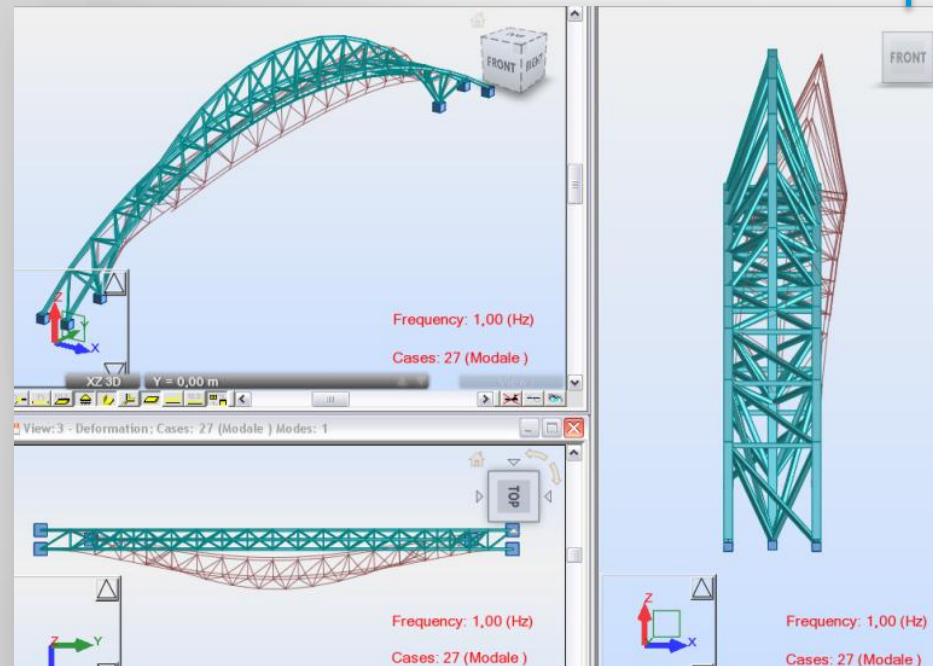 FRONT
Frequency: 1,00 (Hz)
Cases: 27 (Modale )
Z
Y
X
XZ 3D Y = 0,00 m
View:3 - Deformation; Cases: 27 (Modale ) Modes: 1
TOP
Frequency: 1,00 (Hz)
Cases: 27 (Modale )
Z
Y
FRONT
Z
X
Frequency: 1,00 (Hz)
Cases: 27 (Modale )